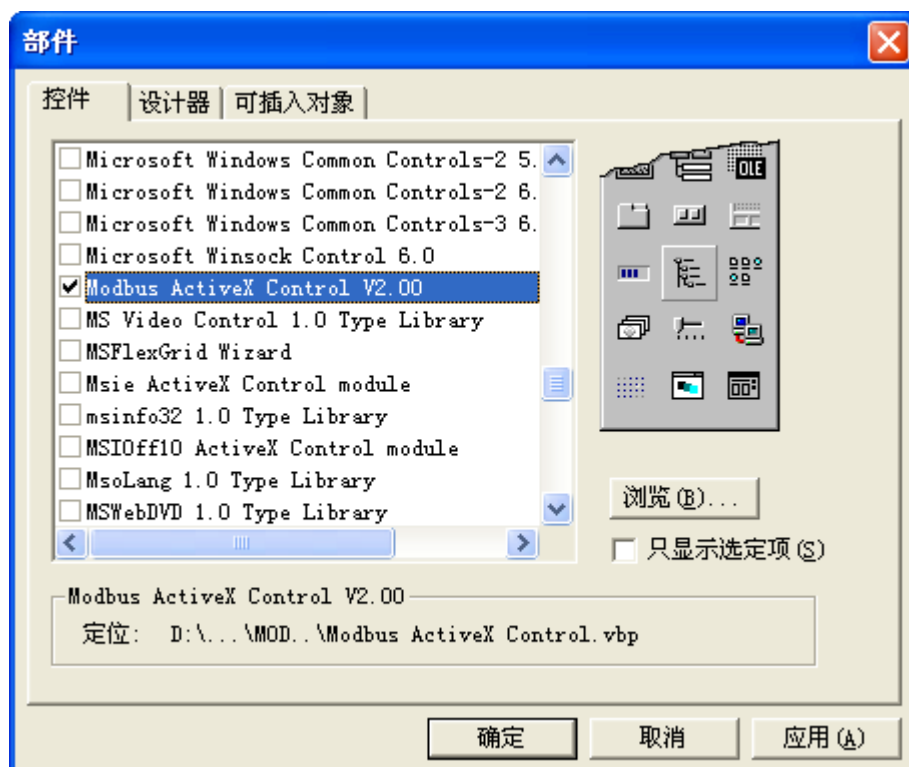 部件
控件 设计器 可插入对象
Microsoft Windows Common Controls-2 5.
Microsoft Windows Common Controls-2 6.
Microsoft Windows Common Controls-3 6.
Microsoft Winsock Control 6.0
Modbus ActiveX Control V2.00
MS Video Control 1.0 Type Library
MSFlexGrid Wizard
Msie ActiveX Control module
msinfo32 1.0 Type Library
MSIOff10 ActiveX Control module
MsoLang 1.0 Type Library
MSWebDVD 1.0 Type Library
OLE
浏览(B)...
只显示选定项(S)
Modbus ActiveX Control V2.00
定位: D:\...\MOD..\Modbus ActiveX Control.vbp
确定 取消 应用(A)